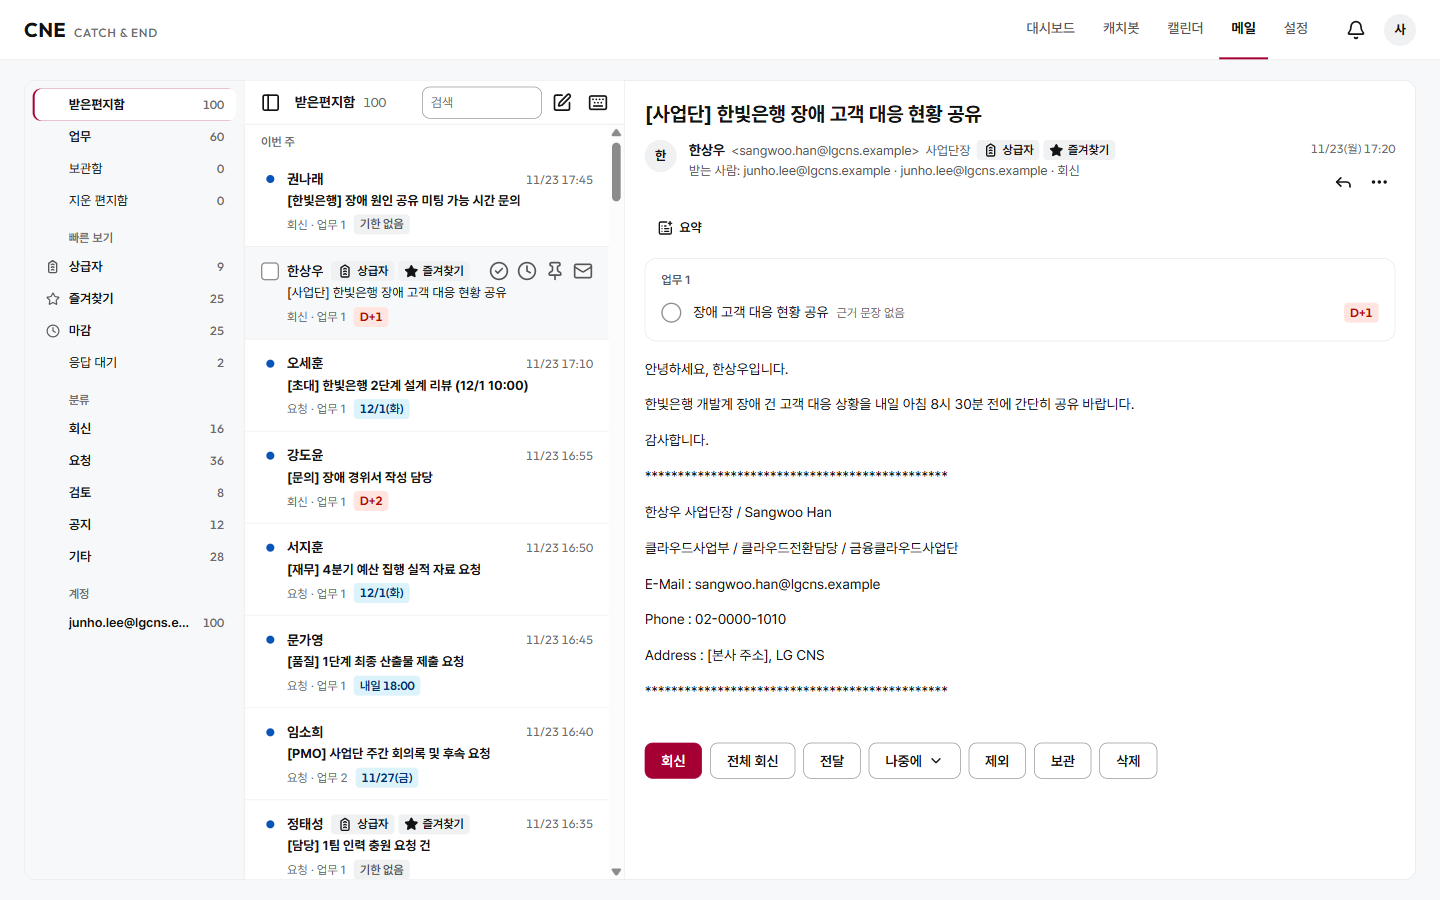 CNE CATCH & END
대시보드 캐치봇 캘린더 메일 설정 사
받은편지함 100
업무 60
보관함 0
지운 편지함 0
빠른 보기
상급자 9
즐겨찾기 25
마감 25
응답 대기 2
분류
회신 16
요청 36
검토 8
공지 12
기타 28
계정
junho.lee@lgcns.e... 100
받은편지함 100 검색
이번 주
권나래 11/23 17:45
[한빛은행] 장애 원인 공유 미팅 가능 시간 문의
회신 · 업무 1 기한 없음
한상우 상급자 즐겨찾기
[사업단] 한빛은행 장애 고객 대응 현황 공유
회신 · 업무 1 D+1
오세훈 11/23 17:10
[초대] 한빛은행 2단계 설계 리뷰 (12/1 10:00)
요청 · 업무 1 12/1(화)
강도윤 11/23 16:55
[문의] 장애 경위서 작성 담당
회신 · 업무 1 D+2
서지훈 11/23 16:50
[재무] 4분기 예산 집행 실적 자료 요청
요청 · 업무 1 12/1(화)
문가영 11/23 16:45
[품질] 1단계 최종 산출물 제출 요청
요청 · 업무 1 내일 18:00
임소희 11/23 16:40
[PMO] 사업단 주간 회의록 및 후속 요청
요청 · 업무 2 11/27(금)
정태성 상급자 즐겨찾기 11/23 16:35
[담당] 1팀 인력 충원 요청 건
요청 · 업무 1 기한 없음
[사업단] 한빛은행 장애 고객 대응 현황 공유
한 한상우 <sangwoo.han@lgcns.example> 사업단장 상급자 즐겨찾기 11/23(월) 17:20
받는 사람: junho.lee@lgcns.example · junho.lee@lgcns.example · 회신
요약
업무 1
장애 고객 대응 현황 공유 근거 문장 없음 D+1
안녕하세요, 한상우입니다.
한빛은행 개발계 장애 건 고객 대응 상황을 내일 아침 8시 30분 전에 간단히 공유 바랍니다.
감사합니다.
**********************************************
한상우 사업단장 / Sangwoo Han
클라우드사업부 / 클라우드전환담당 / 금융클라우드사업단
E-Mail : sangwoo.han@lgcns.example
Phone : 02-0000-1010
Address : [본사 주소], LG CNS
**********************************************
회신 전체 회신 전달 나중에 제외 보관 삭제